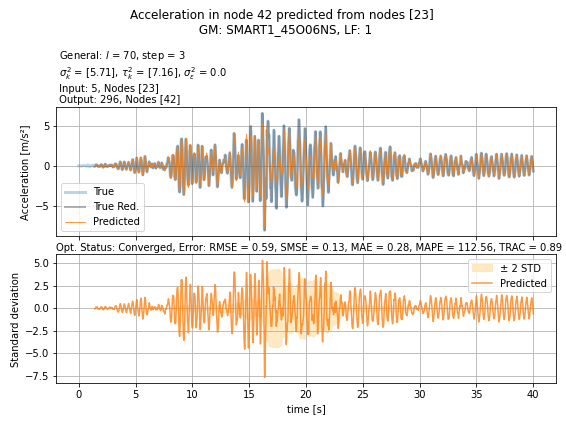 Acceleration in node 42 predicted from nodes [23]
GM: SMART1_45O06NS, LF: 1
General: l = 70, step = 3
σ²ₖ = [5.71], τ²ₖ = [7.16], σ²ε = 0.0
Input: 5, Nodes [23]
Output: 296, Nodes [42]
Acceleration [m/s²]
5
0
−5
True
True Red.
Predicted
Opt. Status: Converged, Error: RMSE = 0.59, SMSE = 0.13, MAE = 0.28, MAPE = 112.56, TRAC = 0.89
Standard deviation
5.0
2.5
0.0
−2.5
−5.0
−7.5
± 2 STD
Predicted
0 5 10 15 20 25 30 35 40
time [s]